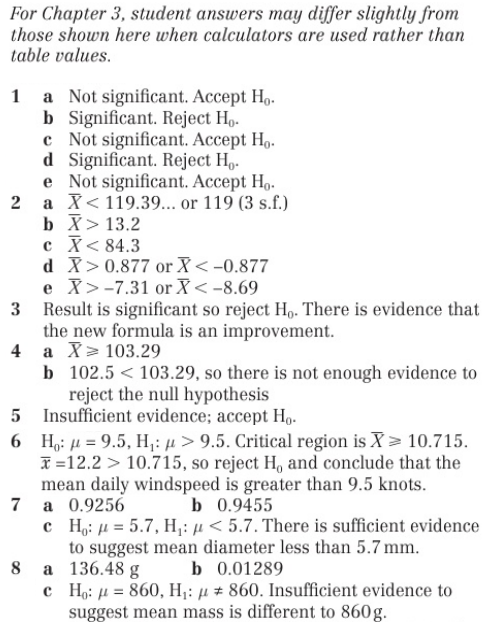 For Chapter 3, student answers may differ slightly from
those shown here when calculators are used rather than
table values.
1 a Not significant. Accept H₀.
b Significant. Reject H₀.
c Not significant. Accept H₀.
d Significant. Reject H₀.
e Not significant. Accept H₀.
2 a X̅ < 119.39... or 119 (3 s.f.)
b X̅ > 13.2
c X̅ < 84.3
d X̅ > 0.877 or X̅ < −0.877
e X̅ > −7.31 or X̅ < −8.69
3 Result is significant so reject H₀. There is evidence that
the new formula is an improvement.
4 a X̅ ⩾ 103.29
b 102.5 < 103.29, so there is not enough evidence to
reject the null hypothesis
5 Insufficient evidence; accept H₀.
6 H₀: μ = 9.5, H₁: μ > 9.5. Critical region is X̅ ⩾ 10.715.
x̅ =12.2 > 10.715, so reject H₀ and conclude that the
mean daily windspeed is greater than 9.5 knots.
7 a 0.9256 b 0.9455
c H₀: μ = 5.7, H₁: μ < 5.7. There is sufficient evidence
to suggest mean diameter less than 5.7 mm.
8 a 136.48 g b 0.01289
c H₀: μ = 860, H₁: μ ≠ 860. Insufficient evidence to
suggest mean mass is different to 860 g.